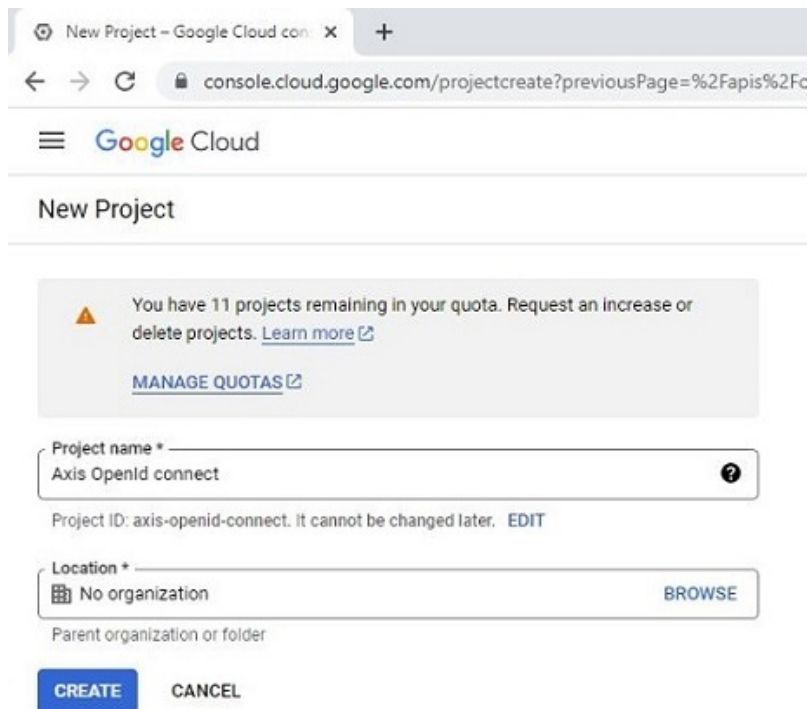 New Project – Google Cloud con
console.cloud.google.com/projectcreate?previousPage=%2Fapis%2Fc
Google Cloud
New Project
You have 11 projects remaining in your quota. Request an increase or
delete projects. Learn more
MANAGE QUOTAS
Project name *
Axis OpenId connect
Project ID: axis-openid-connect. It cannot be changed later. EDIT
Location *
No organization BROWSE
Parent organization or folder
CREATE CANCEL